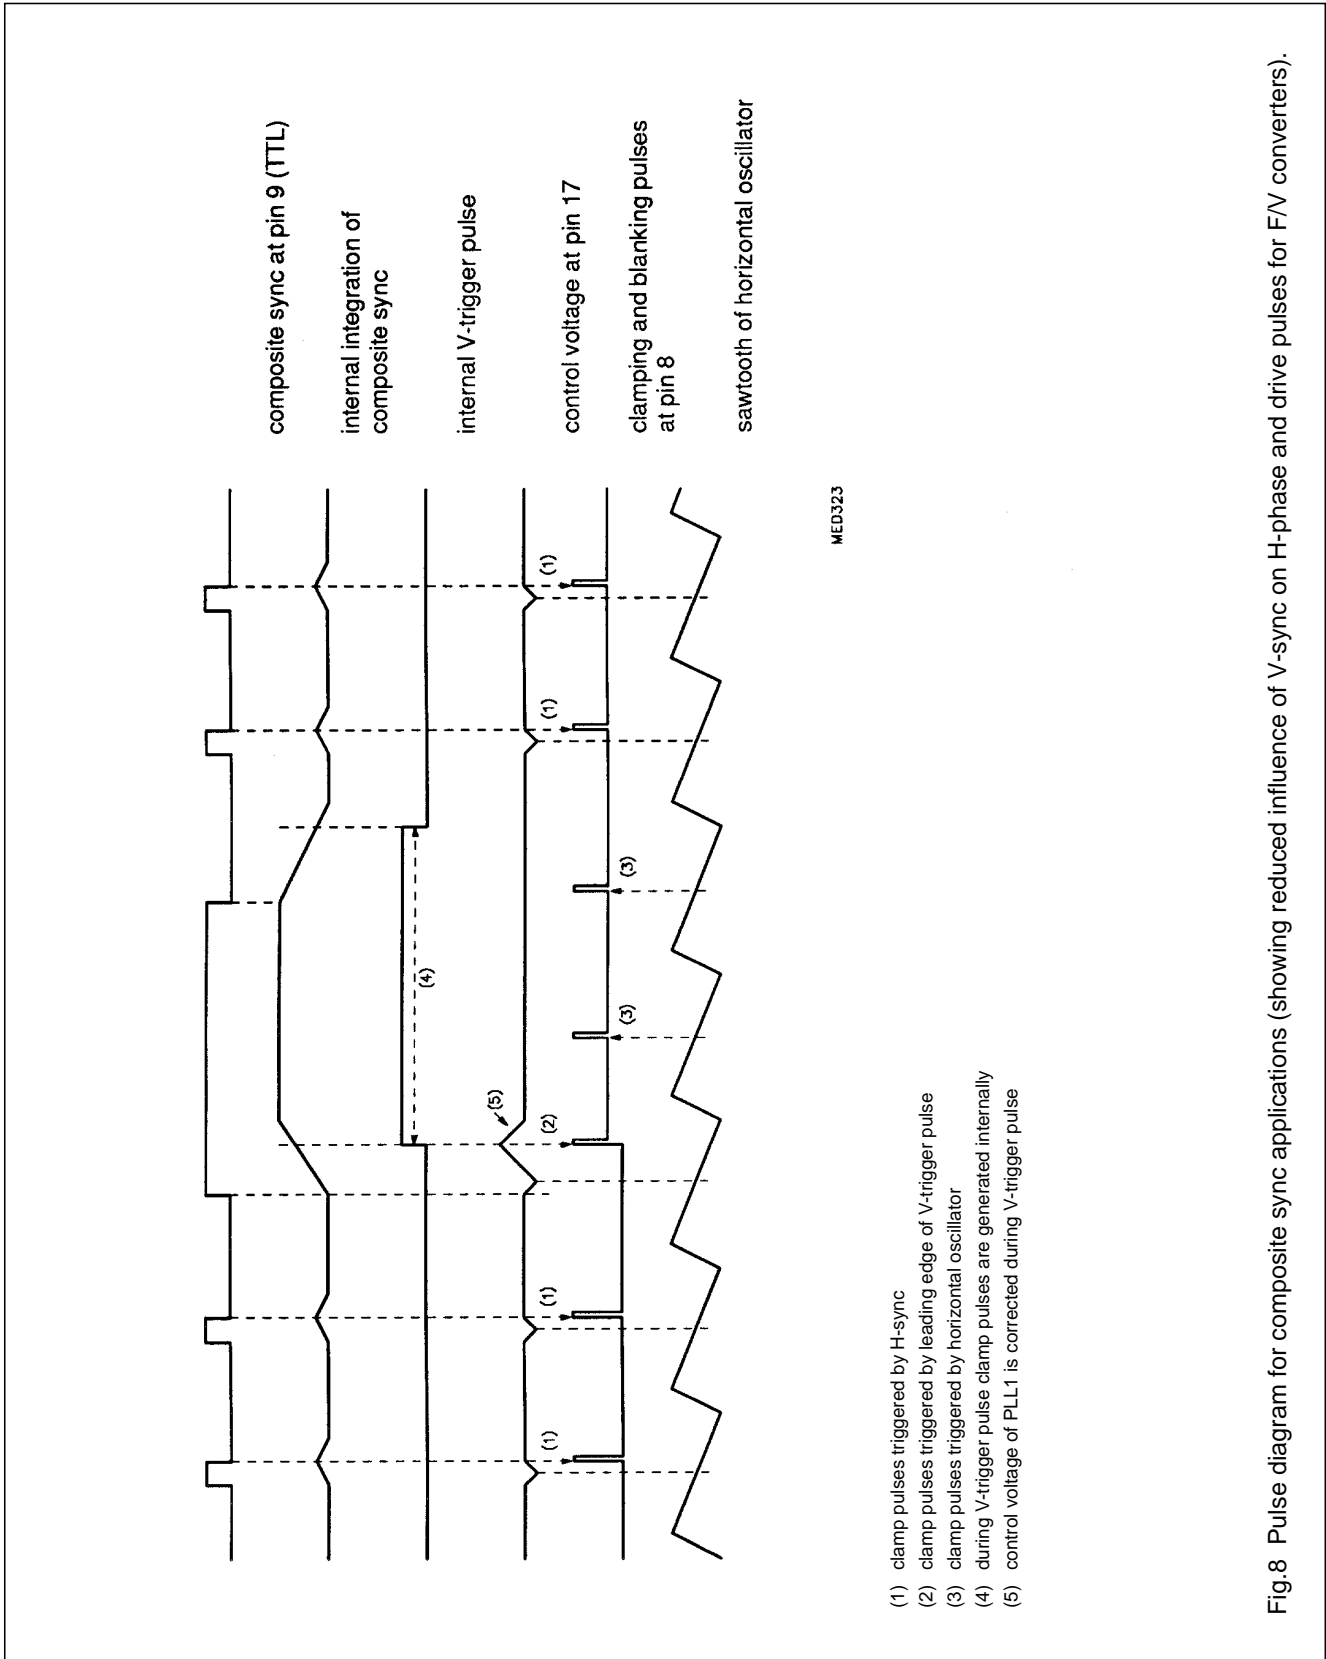 composite sync at pin 9 (TTL)
internal integration of
composite sync
internal V-trigger pulse
control voltage at pin 17
clamping and blanking pulses
at pin 8
sawtooth of horizontal oscillator
(1)
(1)
(2)
(1)
(1)
(3)
(3)
(4)
(5)
MED323
(1) clamp pulses triggered by H-sync
(2) clamp pulses triggered by leading edge of V-trigger pulse
(3) clamp pulses triggered by horizontal oscillator
(4) during V-trigger pulse clamp pulses are generated internally
(5) control voltage of PLL1 is corrected during V-trigger pulse
Fig.8 Pulse diagram for composite sync applications (showing reduced influence of V-sync on H-phase and drive pulses for F/V converters).